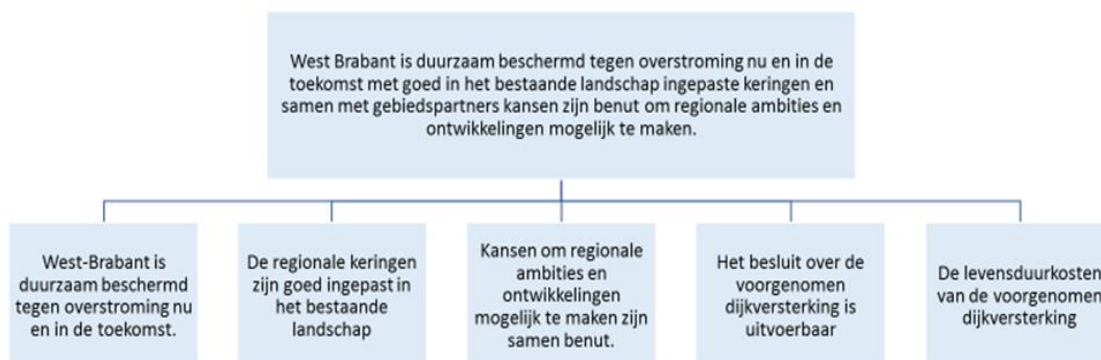 West Brabant is duurzaam beschermd tegen overstroming nu en in de
toekomst met goed in het bestaande landschap ingepaste keringen en
samen met gebiedspartners kansen zijn benut om regionale ambities en
ontwikkelingen mogelijk te maken.
West-Brabant is
duurzaam beschermd
tegen overstroming nu
en in de toekomst.
De regionale keringen
zijn goed ingepast in
het bestaande
landschap
Kansen om regionale
ambities en
ontwikkelingen
mogelijk te maken zijn
samen benut.
Het besluit over de
voorgenomen
dijkversterking is
uitvoerbaar
De levensduurkosten
van de voorgenomen
dijkversterking